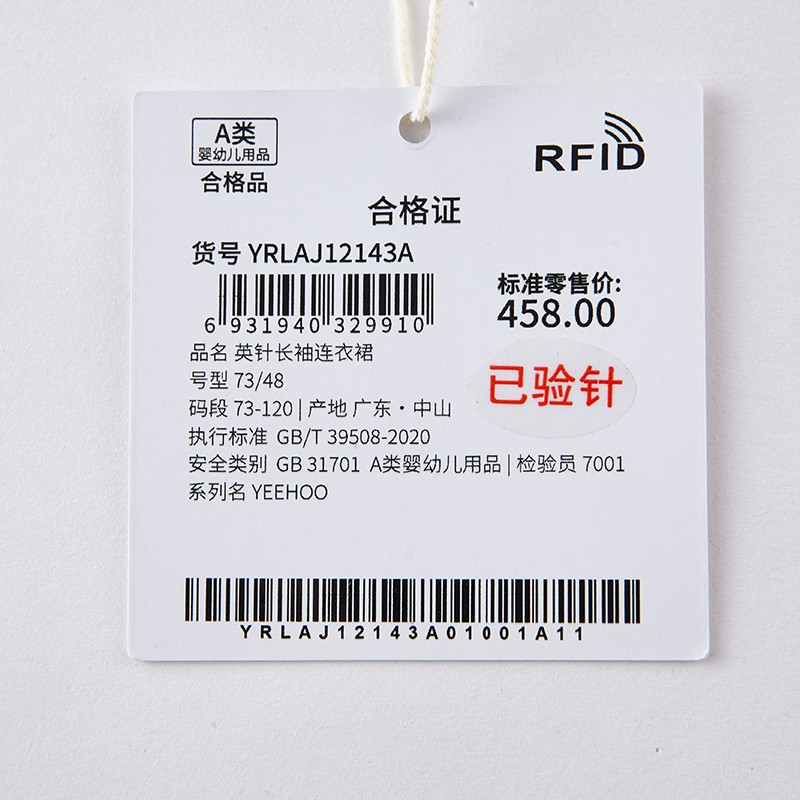 A类
婴幼儿用品
合格品
RFID
合格证
货号 YRLAJ12143A
6 931940 329910
标准零售价:
458.00
品名 英针长袖连衣裙
号型 73/48
码段 73-120 | 产地 广东·中山
已验针
执行标准 GB/T 39508-2020
安全类别 GB 31701 A类婴幼儿用品 | 检验员 7001
系列名 YEEHOO
YRLAJ12143A01001A11